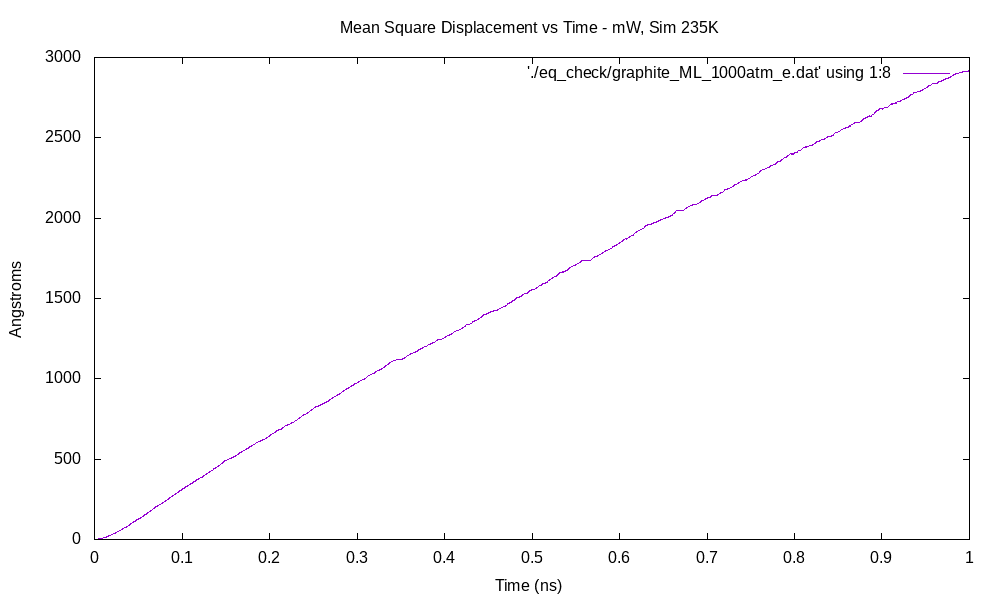 Mean Square Displacement vs Time - mW, Sim 235K
'./eq_check/graphite_ML_1000atm_e.dat' using 1:8
3000
2500
2000
1500
1000
500
0
Angstroms
0 0.1 0.2 0.3 0.4 0.5 0.6 0.7 0.8 0.9 1
Time (ns)